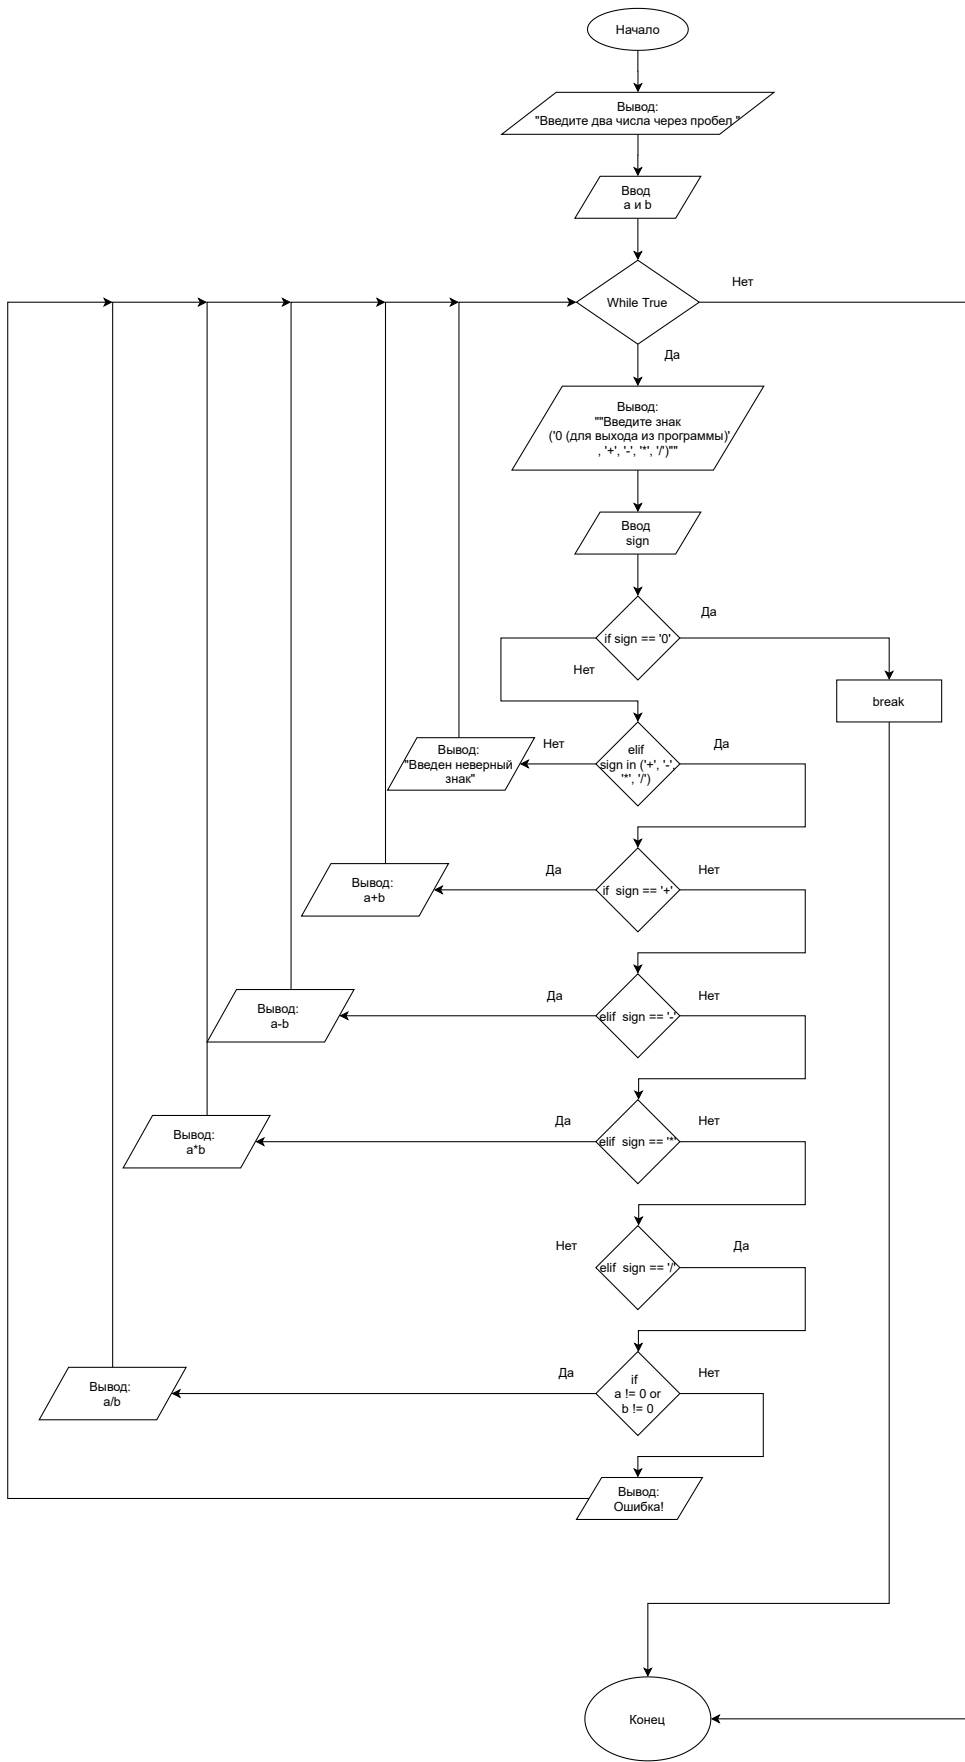 Начало
Вывод:
"Введите два числа через пробел."
Ввод
a и b
While True
Нет
Да
Вывод:
""Введите знак
('0 (для выхода из программы)'
, '+', '-', '*', '/')""
Ввод
sign
if sign == '0'
Да
Нет
break
elif
sign in ('+', '-',
'*', '/')
Нет
Да
Вывод:
"Введен неверный
знак"
if  sign == '+'
Да
Нет
Вывод:
a+b
elif  sign == '-'
Да
Нет
Вывод:
a-b
elif  sign == '*'
Да
Нет
Вывод:
a*b
elif  sign == '/'
Нет
Да
if
a != 0 or
b != 0
Да
Нет
Вывод:
a/b
Вывод:
Ошибка!
Конец